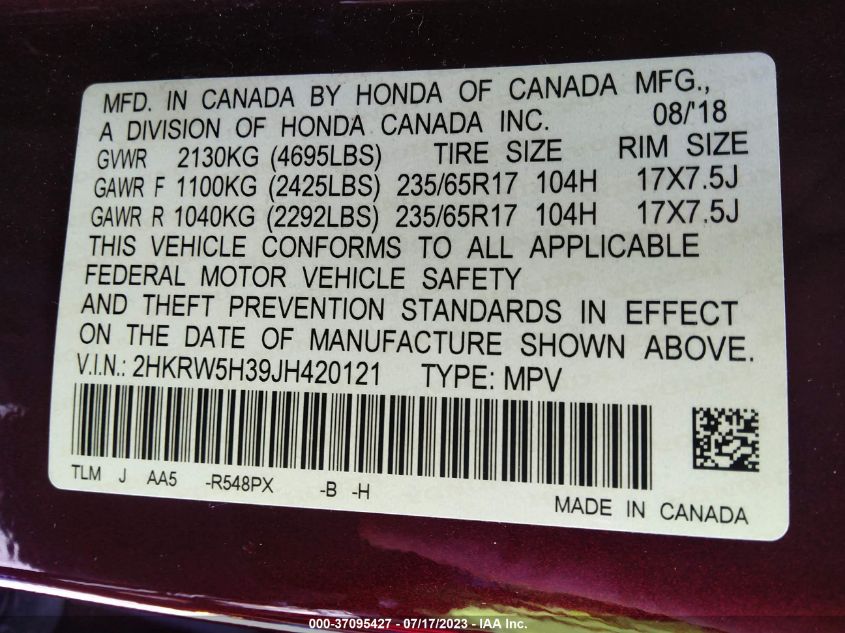 MFD. IN CANADA BY HONDA OF CANADA MFG.,
A DIVISION OF HONDA CANADA INC. 08/'18
GVWR 2130KG (4695LBS) TIRE SIZE RIM SIZE
GAWR F 1100KG (2425LBS) 235/65R17 104H 17X7.5J
GAWR R 1040KG (2292LBS) 235/65R17 104H 17X7.5J
THIS VEHICLE CONFORMS TO ALL APPLICABLE
FEDERAL MOTOR VEHICLE SAFETY
AND THEFT PREVENTION STANDARDS IN EFFECT
ON THE DATE OF MANUFACTURE SHOWN ABOVE.
V.I.N.: 2HKRW5H39JH420121 TYPE: MPV
TLM J AA5 -R548PX -B -H
MADE IN CANADA
000-37095427 - 07/17/2023 - IAA Inc.